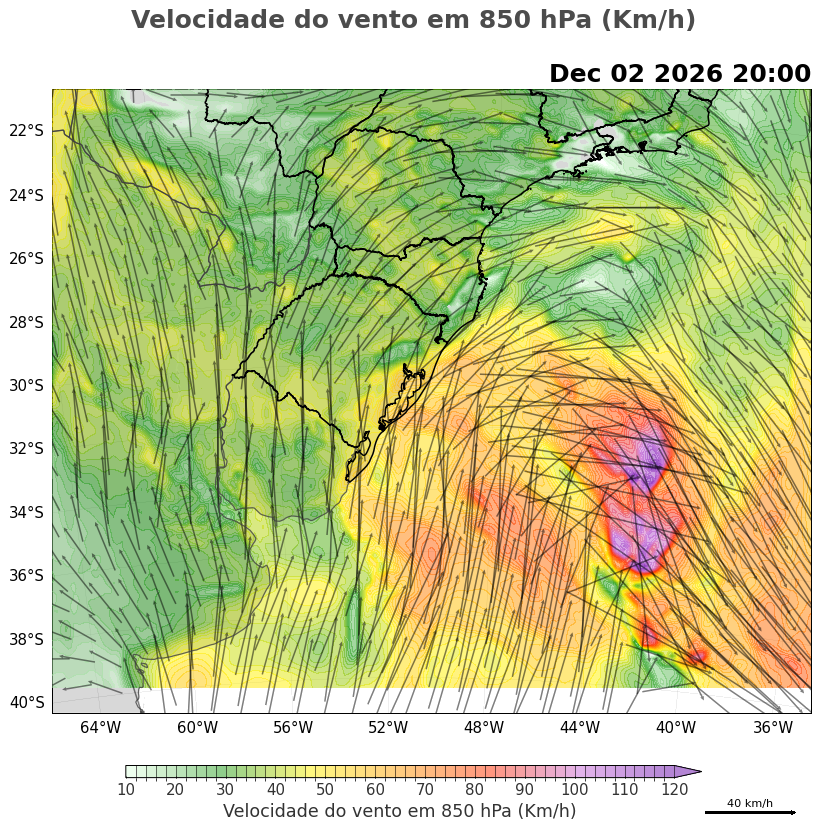 Velocidade do vento em 850 hPa (Km/h)
Dec 02 2026 20:00
22°S
24°S
26°S
28°S
30°S
32°S
34°S
36°S
38°S
40°S
64°W 60°W 56°W 52°W 48°W 44°W 40°W 36°W
10 20 30 40 50 60 70 80 90 100 110 120
Velocidade do vento em 850 hPa (Km/h)
40 km/h